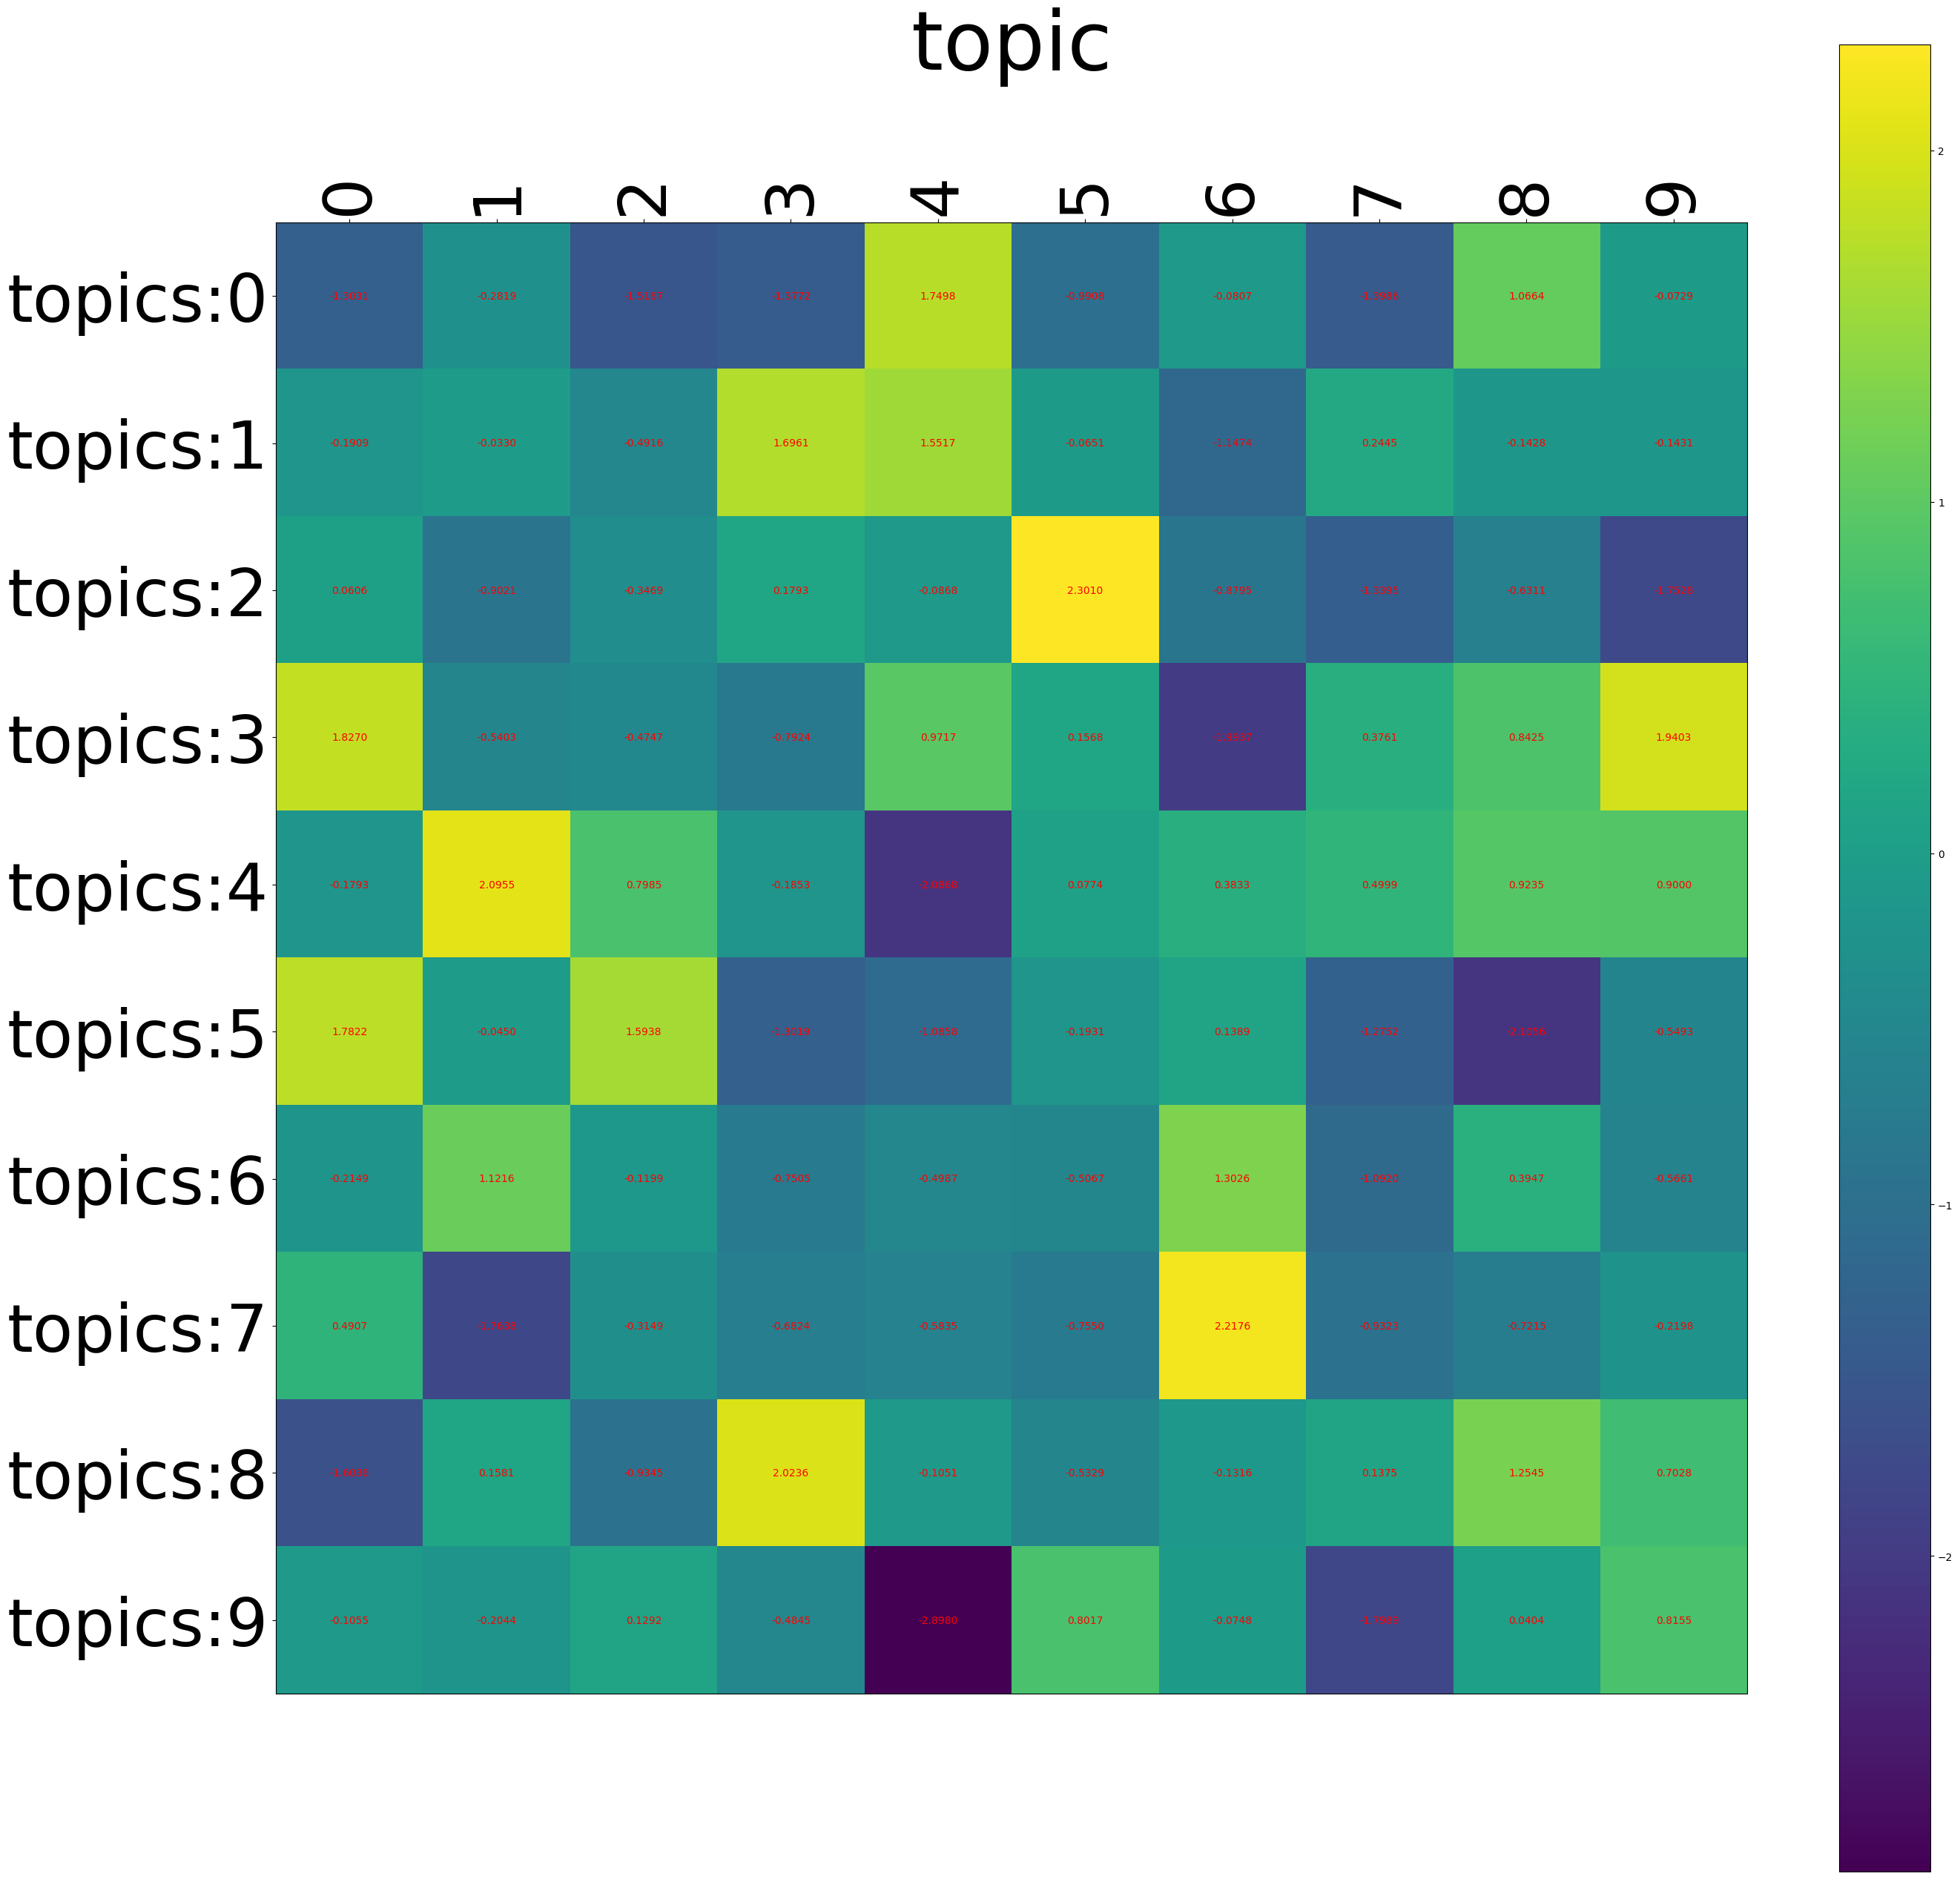 topic
0 1 2 3 4 5 6 7 8 9
topics:0 -0.2819 1.7498 -0.9908 -0.0807 1.0664 -0.0729
topics:1 -0.1909 -0.0330 -0.4916 1.6961 1.5517 -0.0651 -1.1474 0.2445 -0.1428 -0.1431
topics:2 0.0606 -0.9021 -0.3469 0.1793 -0.0868 2.3010 -0.8795 -0.6311
topics:3 1.8270 -0.5403 -0.4747 -0.7924 0.9717 0.1568 0.3761 0.8425 1.9403
topics:4 -0.1793 2.0955 0.7985 -0.1853 0.0774 0.3833 0.4999 0.9235 0.9000
topics:5 1.7822 -0.0450 1.5938 -0.1931 0.1389 -0.5493
topics:6 -0.2149 1.1216 -0.1199 -0.7505 -0.4987 -0.5067 1.3026 -1.0920 0.3947 -0.5661
topics:7 0.4907 -0.3149 -0.6824 -0.5835 -0.7550 2.2176 -0.9323 -0.7215 -0.2198
topics:8 0.1581 -0.9345 2.0236 -0.1051 -0.5329 -0.1316 0.1375 1.2545 0.7028
topics:9 -0.1055 -0.2044 0.1292 -0.4845 -2.8980 0.8017 -0.0748 0.0404 0.8155
2
1
0
−1
−2